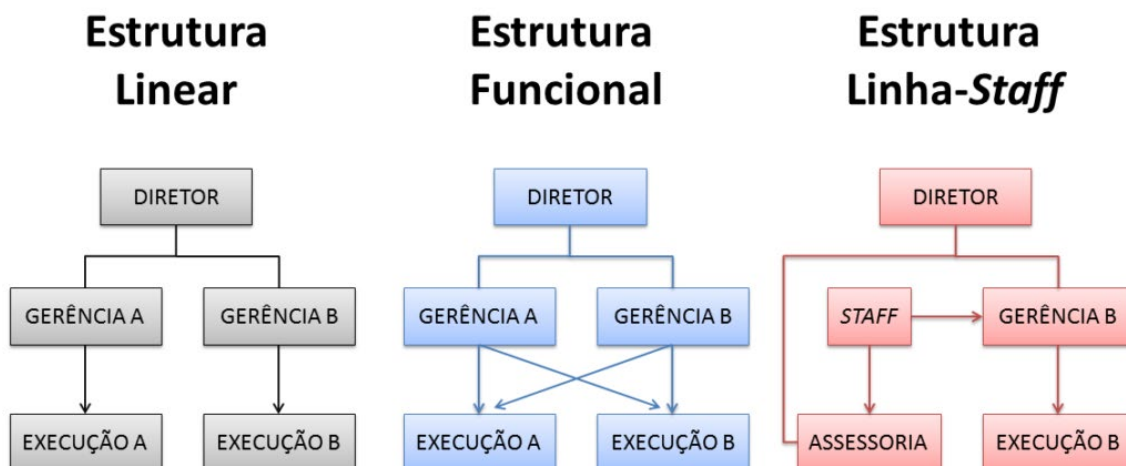 Estrutura
Linear
DIRETOR
GERÊNCIA A
GERÊNCIA B
EXECUÇÃO A
EXECUÇÃO B
Estrutura
Funcional
DIRETOR
GERÊNCIA A
GERÊNCIA B
EXECUÇÃO A
EXECUÇÃO B
Estrutura
Linha-Staff
DIRETOR
STAFF
GERÊNCIA B
ASSESSORIA
EXECUÇÃO B